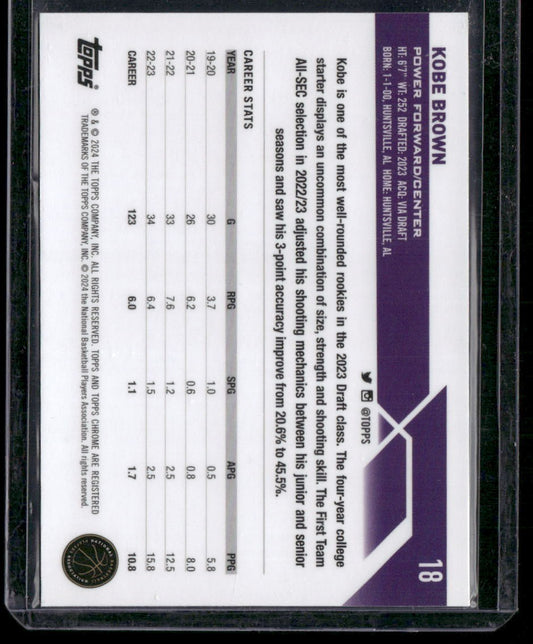 KOBE BROWN
18
POWER FORWARD/CENTER
HT: 6'7" WT: 252 DRAFTED: 2023 ACQ: VIA DRAFT
BORN: 1-1-00, HUNTSVILLE, AL HOME: HUNTSVILLE, AL
@TOPPS
Kobe is one of the most well-rounded rookies in the 2023 Draft class. The four-year college
starter displays an uncommon combination of size, strength and shooting skill. The First Team
All-SEC selection in 2022/23 adjusted his shooting mechanics between his junior and senior
seasons and saw his 3-point accuracy improve from 20.6% to 45.5%.
CAREER STATS
YEAR G RPG SPG APG PPG
19-20 30 3.7 1.0 0.5 5.8
20-21 26 6.2 0.6 0.8 8.0
21-22 33 7.6 1.2 2.5 12.5
22-23 34 6.4 1.5 2.5 15.8
CAREER 123 6.0 1.1 1.7 10.8
topps®
® & © 2024 THE TOPPS COMPANY, INC. ALL RIGHTS RESERVED. TOPPS AND TOPPS CHROME ARE REGISTERED
TRADEMARKS OF THE TOPPS COMPANY, INC. © 2024 the National Basketball Players Association. All rights reserved.